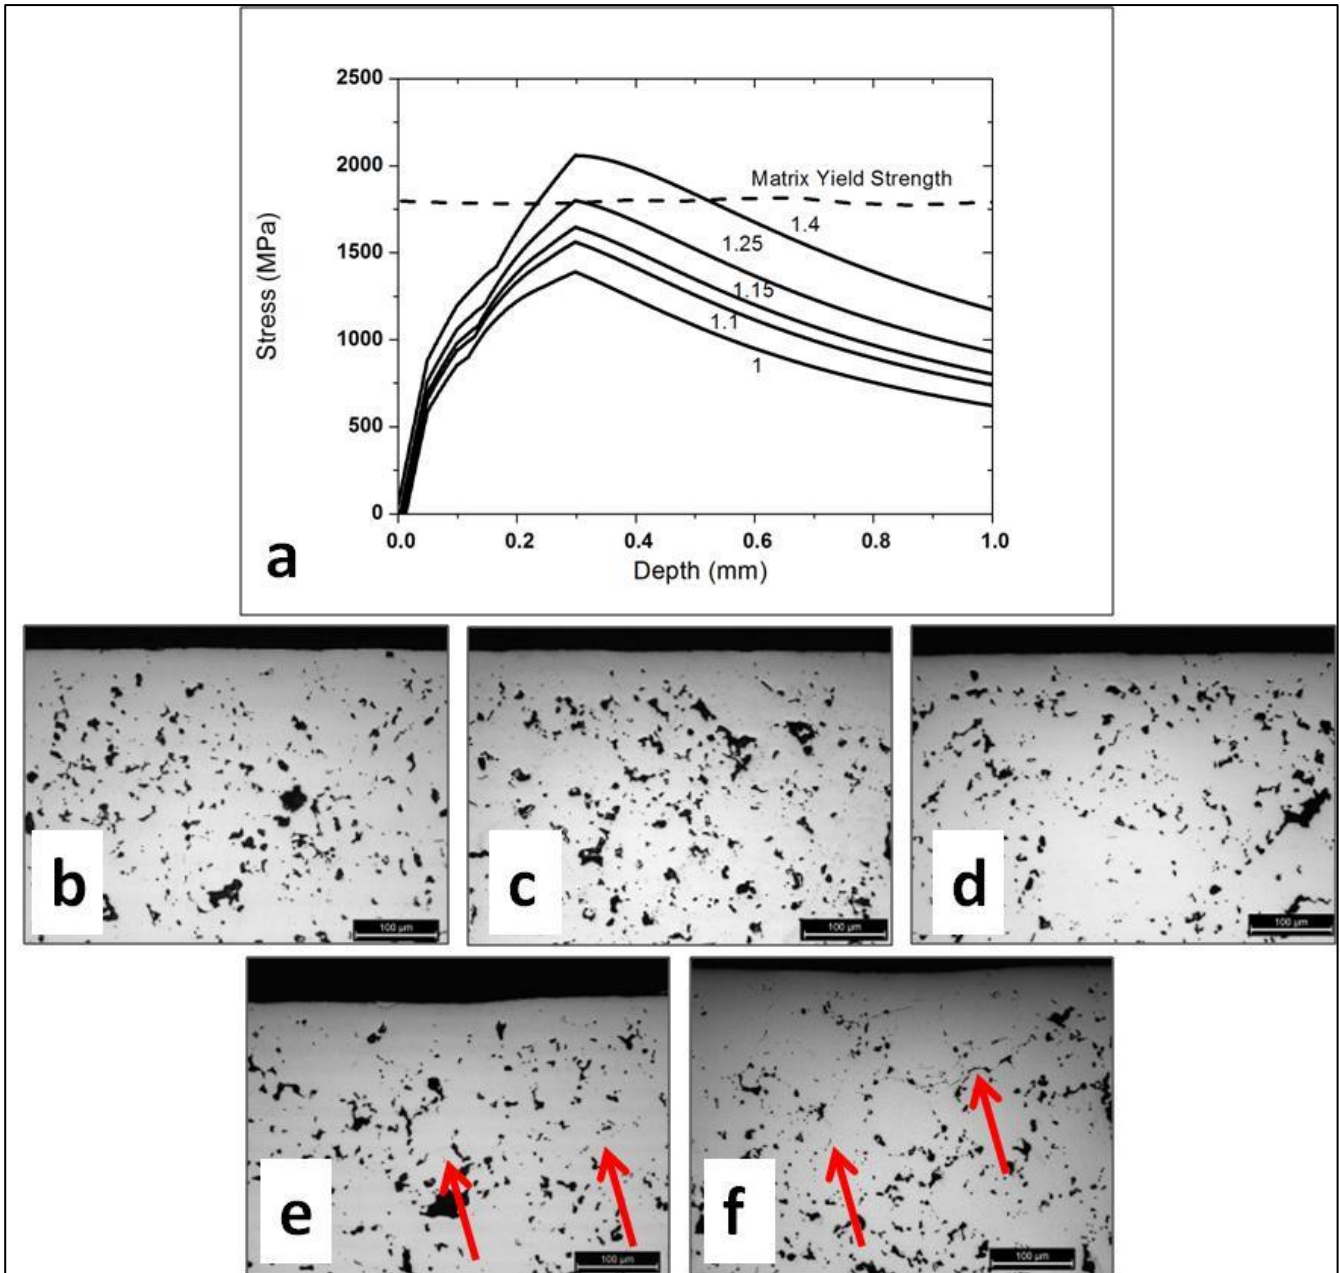 2500
2000
1500
1000
500
0
Stress (MPa)
Matrix Yield Strength
1.4
1.25
1.15
1.1
1
0.0 0.2 0.4 0.6 0.8 1.0
Depth (mm)
a
b
100 µm
c
100 µm
d
100 µm
e
100 µm
f
100 µm